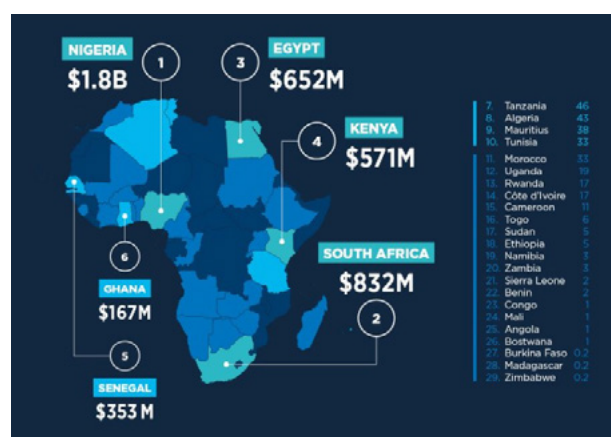 NIGERIA
$1.8B
1
3
EGYPT
$652M
4
KENYA
$571M
SOUTH AFRICA
$832M
2
6
GHANA
$167M
5
SENEGAL
$353 M
7. Tanzania 46
8. Algeria 43
9. Mauritius 38
10. Tunisia 33
11. Morocco 33
12. Uganda 19
13. Rwanda 17
14. Côte d'Ivoire 17
15. Cameroon 11
16. Togo 6
17. Sudan 5
18. Ethiopia 5
19. Namibia 3
20. Zambia 3
21. Sierra Leone 2
22. Benin 2
23. Congo 1
24. Mali 1
25. Angola 1
26. Bostwana 1
27. Burkina Faso 0.2
28. Madagascar 0.2
29. Zimbabwe 0.2